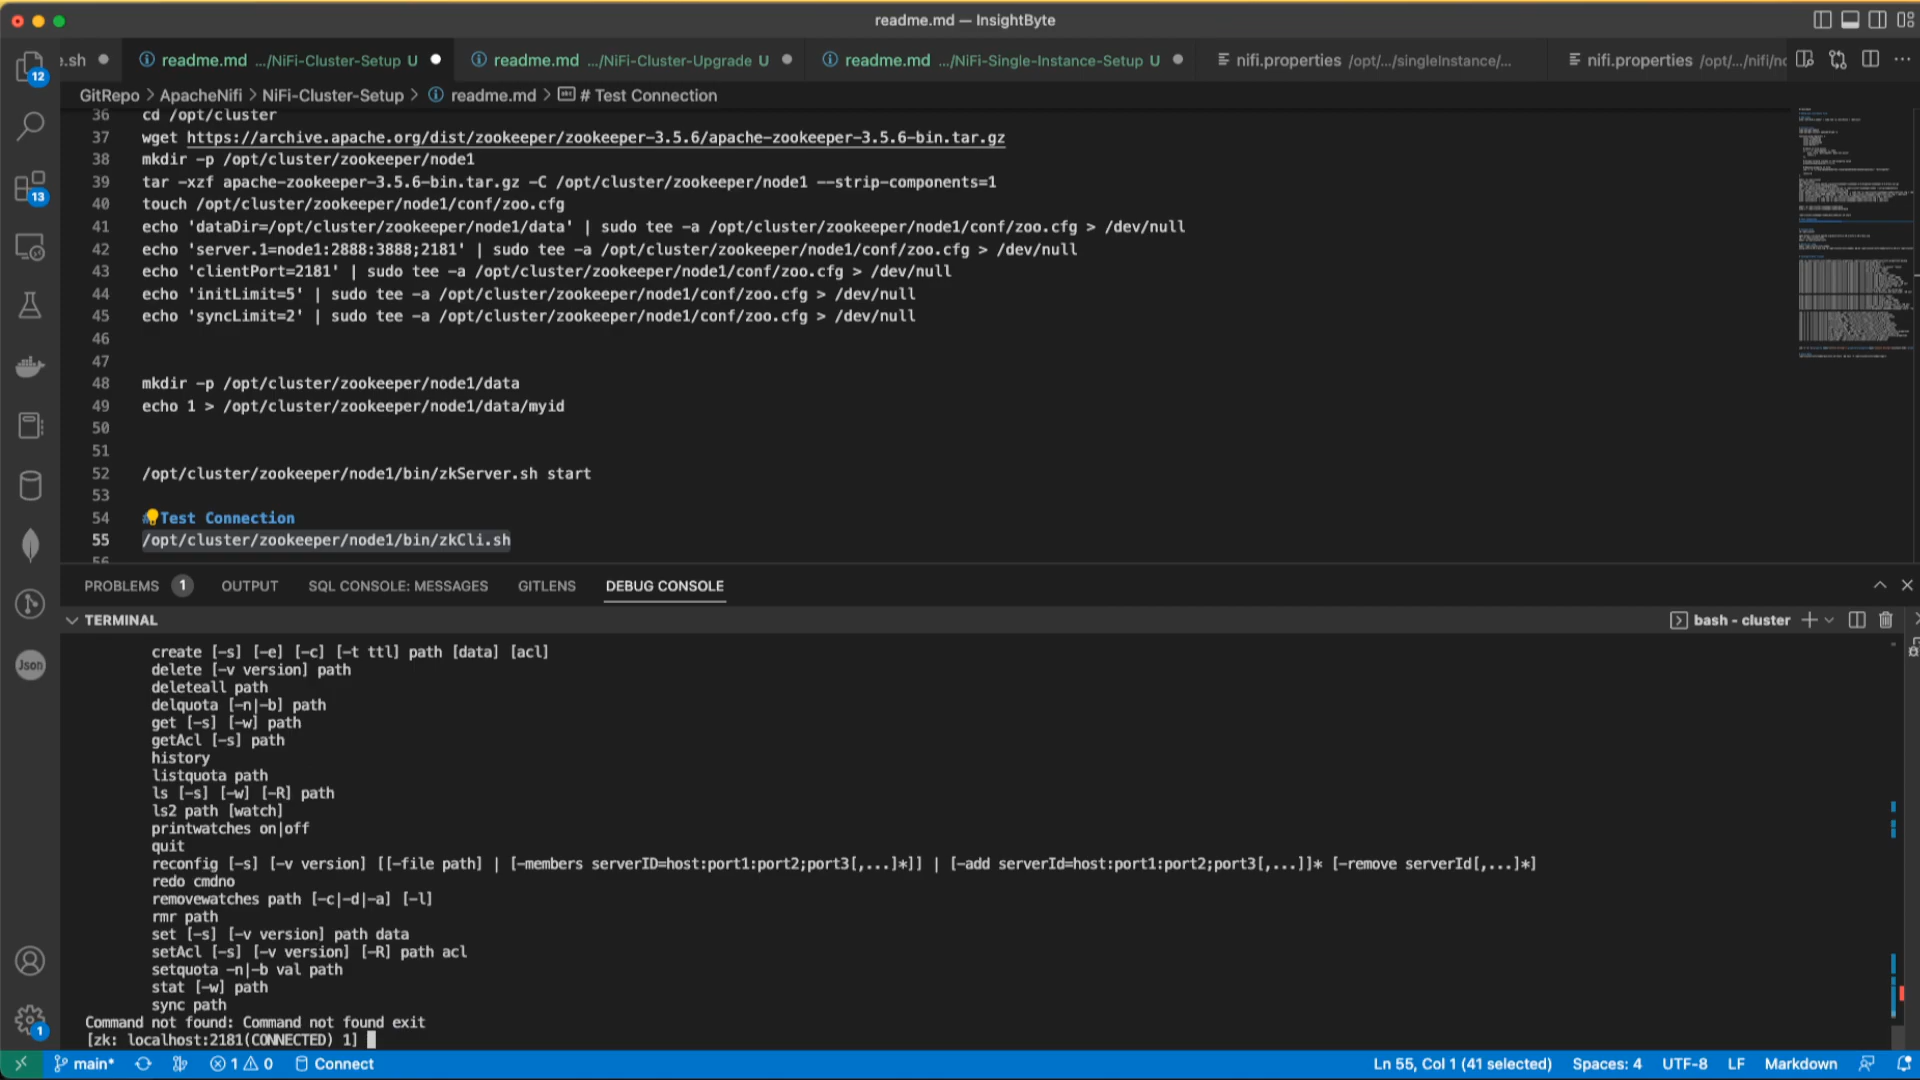 readme.md — InsightByte
e.sh
readme.md .../NiFi-Cluster-Setup U
readme.md .../NiFi-Cluster-Upgrade U
readme.md .../NiFi-Single-Instance-Setup U
nifi.properties /opt/.../singleInstance/...
nifi.properties /opt/.../nifi/nc
GitRepo > ApacheNifi > NiFi-Cluster-Setup > readme.md > # Test Connection
36 cd /opt/cluster
37 wget https://archive.apache.org/dist/zookeeper/zookeeper-3.5.6/apache-zookeeper-3.5.6-bin.tar.gz
38 mkdir -p /opt/cluster/zookeeper/node1
39 tar -xzf apache-zookeeper-3.5.6-bin.tar.gz -C /opt/cluster/zookeeper/node1 --strip-components=1
40 touch /opt/cluster/zookeeper/node1/conf/zoo.cfg
41 echo 'dataDir=/opt/cluster/zookeeper/node1/data' | sudo tee -a /opt/cluster/zookeeper/node1/conf/zoo.cfg > /dev/null
42 echo 'server.1=node1:2888:3888;2181' | sudo tee -a /opt/cluster/zookeeper/node1/conf/zoo.cfg > /dev/null
43 echo 'clientPort=2181' | sudo tee -a /opt/cluster/zookeeper/node1/conf/zoo.cfg > /dev/null
44 echo 'initLimit=5' | sudo tee -a /opt/cluster/zookeeper/node1/conf/zoo.cfg > /dev/null
45 echo 'syncLimit=2' | sudo tee -a /opt/cluster/zookeeper/node1/conf/zoo.cfg > /dev/null
46
47
48 mkdir -p /opt/cluster/zookeeper/node1/data
49 echo 1 > /opt/cluster/zookeeper/node1/data/myid
50
51
52 /opt/cluster/zookeeper/node1/bin/zkServer.sh start
53
54 Test Connection
55 /opt/cluster/zookeeper/node1/bin/zkCli.sh
56
12
13
Json
1
PROBLEMS 1 OUTPUT SQL CONSOLE: MESSAGES GITLENS DEBUG CONSOLE
TERMINAL
bash - cluster
create [-s] [-e] [-c] [-t ttl] path [data] [acl]
delete [-v version] path
deleteall path
delquota [-n|-b] path
get [-s] [-w] path
getAcl [-s] path
history
listquota path
ls [-s] [-w] [-R] path
ls2 path [watch]
printwatches on|off
quit
reconfig [-s] [-v version] [[-file path] | [-members serverID=host:port1:port2;port3[,...]*]] | [-add serverId=host:port1:port2;port3[,...]]* [-remove serverId[,...]*]
redo cmdno
removewatches path [-c|-d|-a] [-l]
rmr path
set [-s] [-v version] path data
setAcl [-s] [-v version] [-R] path acl
setquota -n|-b val path
stat [-w] path
sync path
Command not found: Command not found exit
[zk: localhost:2181(CONNECTED) 1]
main* 1 0 Connect
Ln 55, Col 1 (41 selected) Spaces: 4 UTF-8 LF Markdown